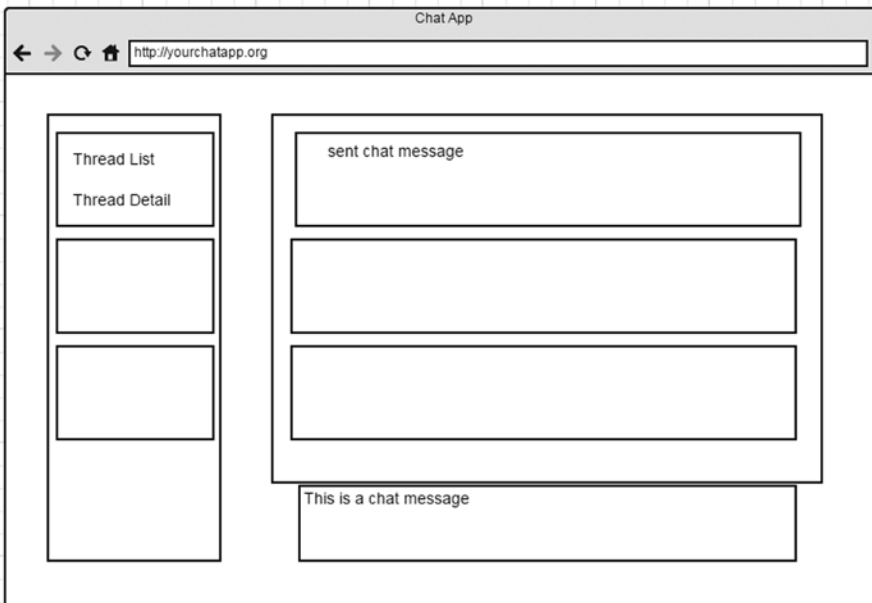 Chat App
http://yourchatapp.org
Thread List
Thread Detail
sent chat message
This is a chat message